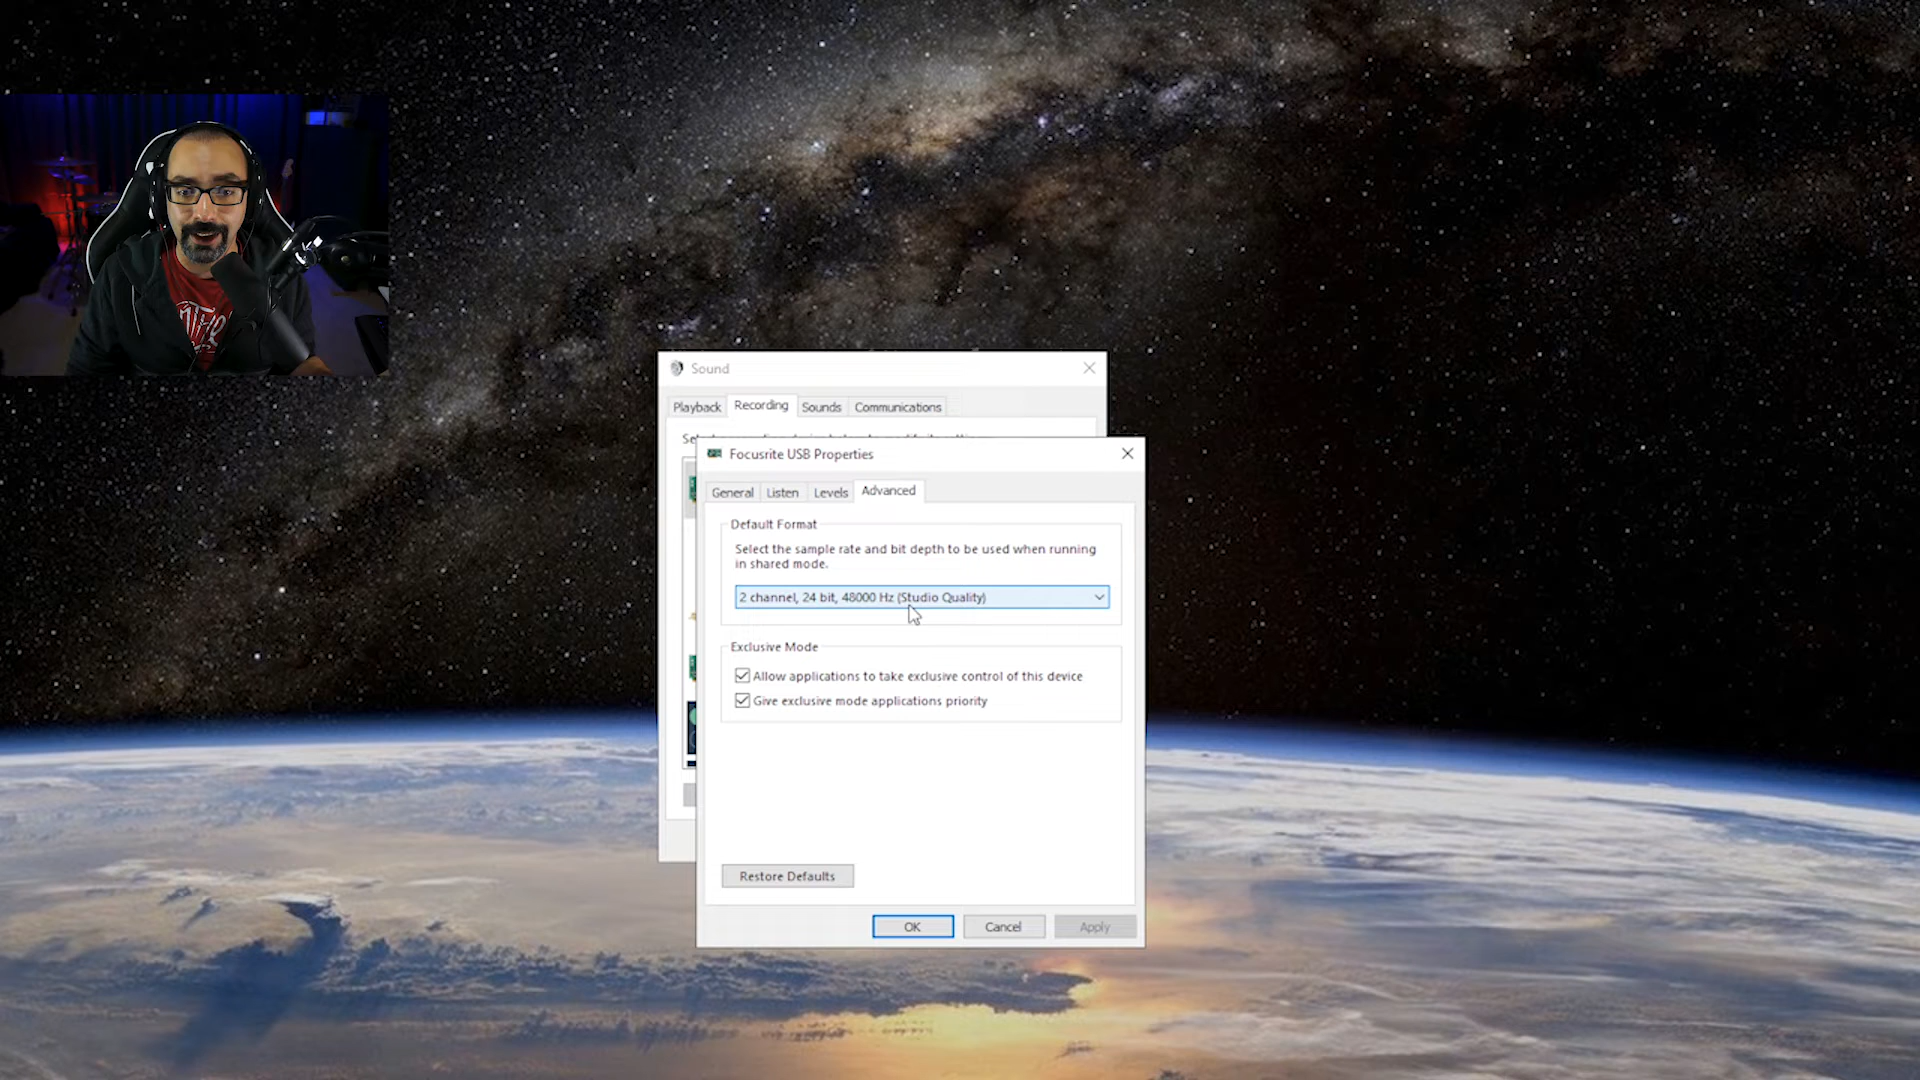 Sound
Playback Recording Sounds Communications
Focusrite USB Properties
General Listen Levels Advanced
Default Format
Select the sample rate and bit depth to be used when running
in shared mode.
2 channel, 24 bit, 48000 Hz (Studio Quality)
Exclusive Mode
Allow applications to take exclusive control of this device
Give exclusive mode applications priority
Restore Defaults
OK Cancel Apply